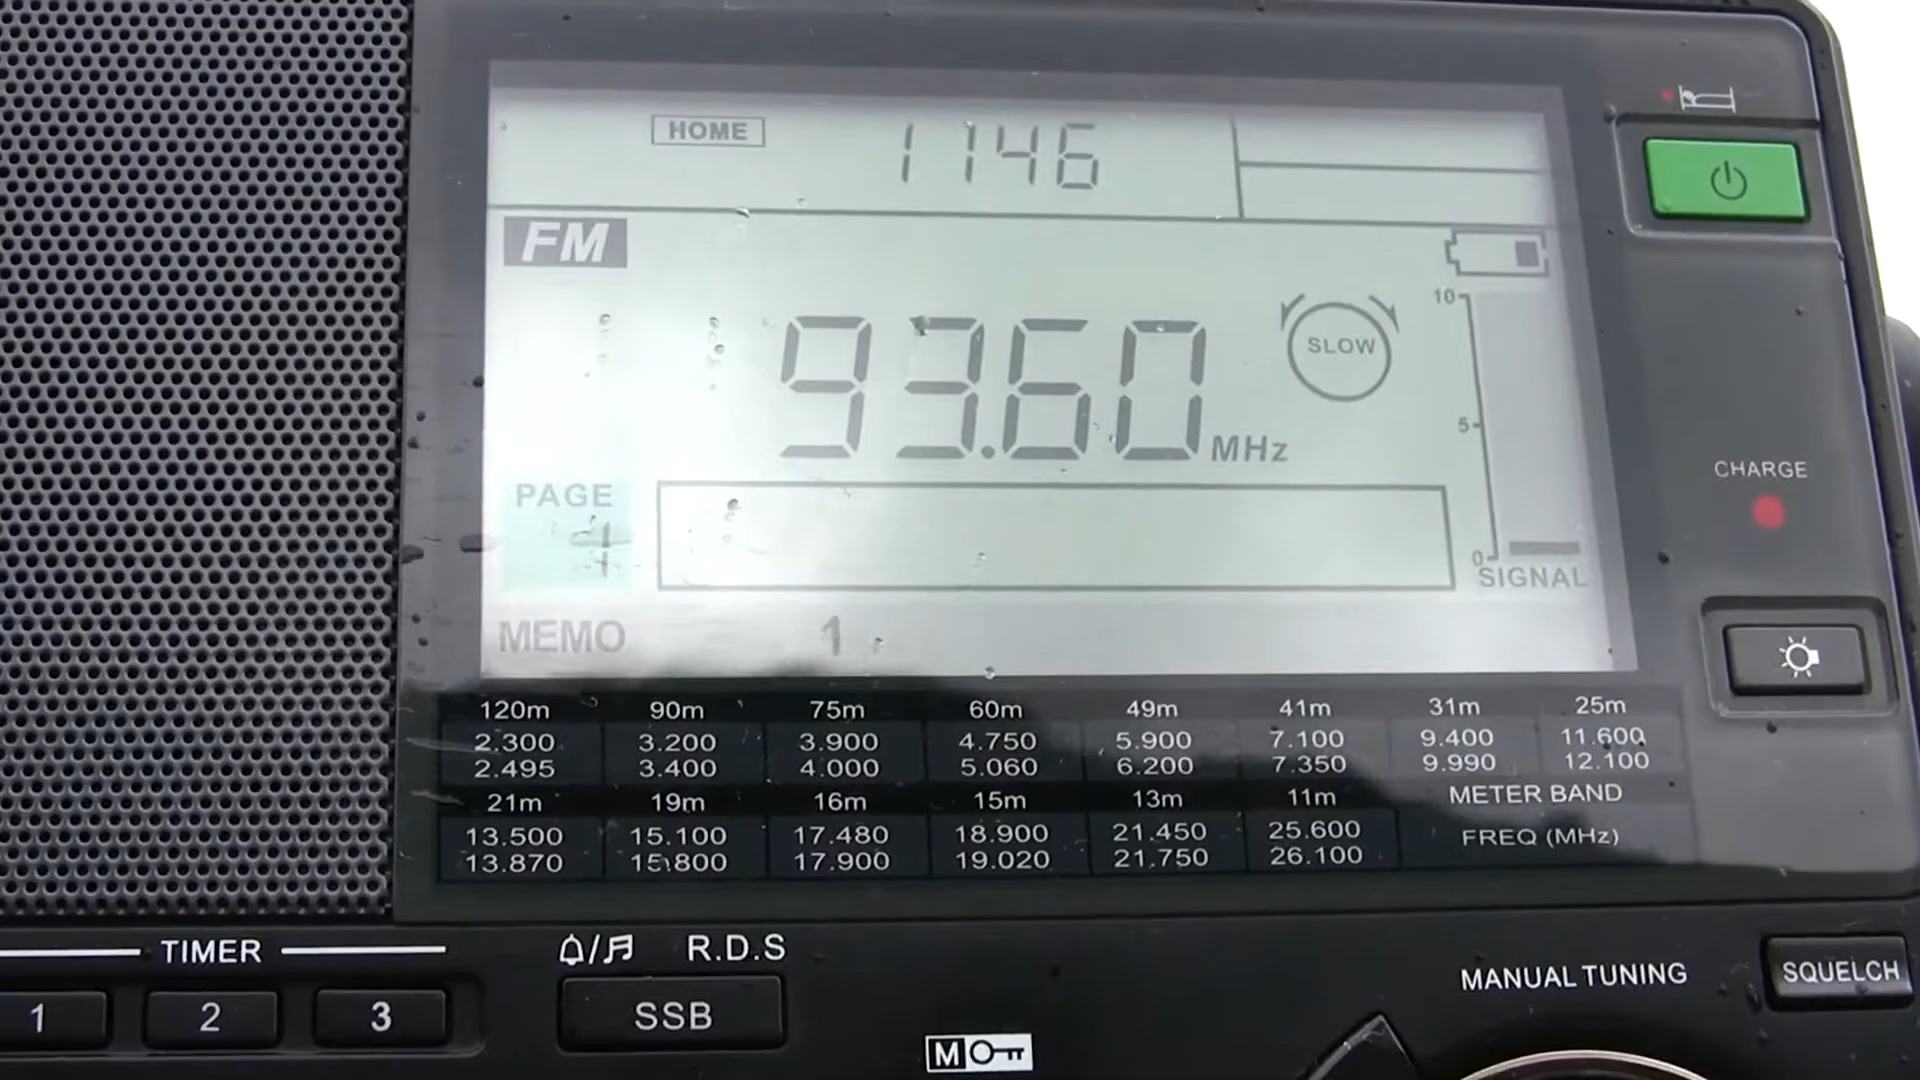 HOME 1146
FM
93.60 MHz
SLOW
10
5
0
SIGNAL
CHARGE
PAGE
1
MEMO 1
120m 90m 75m 60m 49m 41m 31m 25m
2.300 3.200 3.900 4.750 5.900 7.100 9.400 11.600
2.495 3.400 4.000 5.060 6.200 7.350 9.990 12.100
21m 19m 16m 15m 13m 11m METER BAND
13.500 15.100 17.480 18.900 21.450 25.600 FREQ (MHz)
13.870 15.800 17.900 19.020 21.750 26.100
TIMER
1 2 3
R.D.S
SSB
M
MANUAL TUNING
SQUELCH